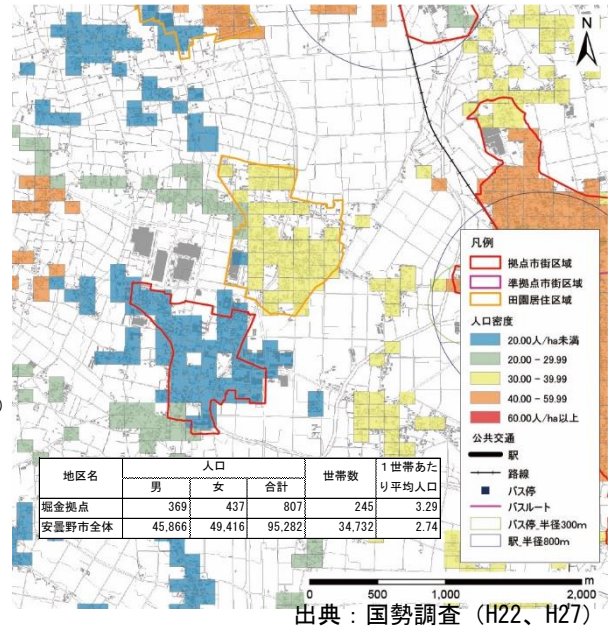 N
凡例
拠点市街区域
準拠点市街区域
田園居住区域
人口密度
20.00人/ha未満
20.00 - 29.99
30.00 - 39.99
40.00 - 59.99
60.00人/ha以上
公共交通
駅
路線
バス停
バスルート
バス停_半径300m
駅_半径800m
地区名 人口 世帯数 1世帯あた
り平均人口
男 女 合計
堀金拠点 369 437 807 245 3.29
安曇野市全体 45,866 49,416 95,282 34,732 2.74
m
0 500 1,000 2,000
出典:国勢調査(H22、H27)
)